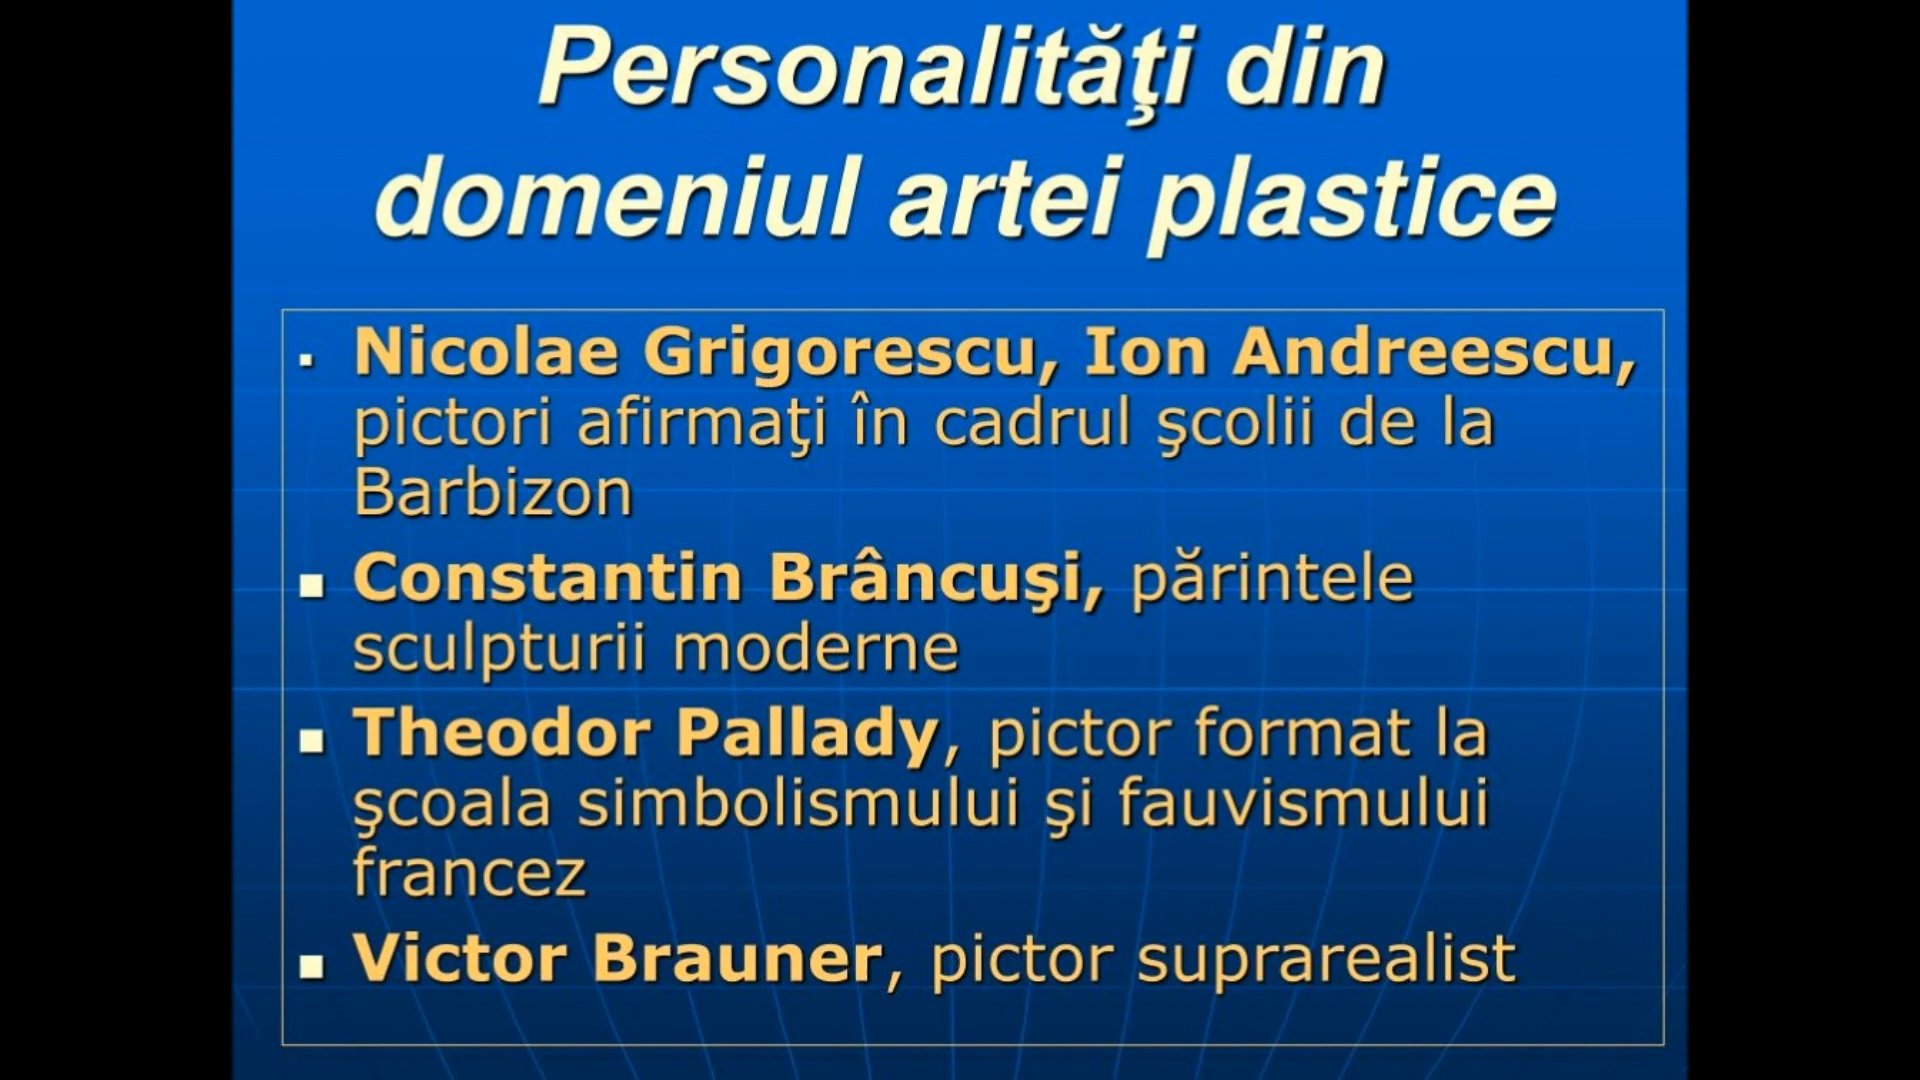 Personalităţi din
domeniul artei plastice
Nicolae Grigorescu, Ion Andreescu,
pictori afirmaţi în cadrul şcolii de la
Barbizon
Constantin Brâncuşi, părintele
sculpturii moderne
Theodor Pallady, pictor format la
şcoala simbolismului şi fauvismului
francez
Victor Brauner, pictor suprarealist